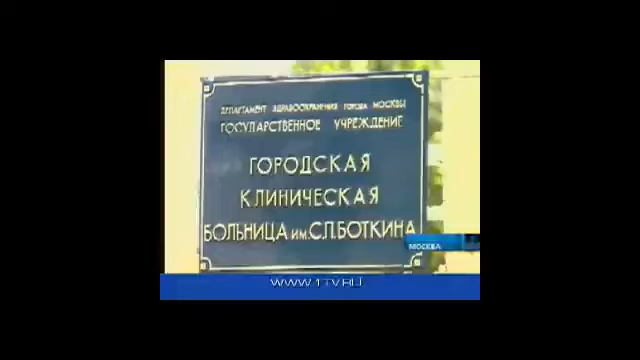 ДЕПАРТАМЕНТ ЗДРАВООХРАНЕНИЯ ГОРОДА МОСКВЫ
ГОСУДАРСТВЕННОЕ УЧРЕЖДЕНИЕ
ГОРОДСКАЯ
КЛИНИЧЕСКАЯ
БОЛЬНИЦА им. С.П.БОТКИНА
МОСКВА
WWW.1TV.RU